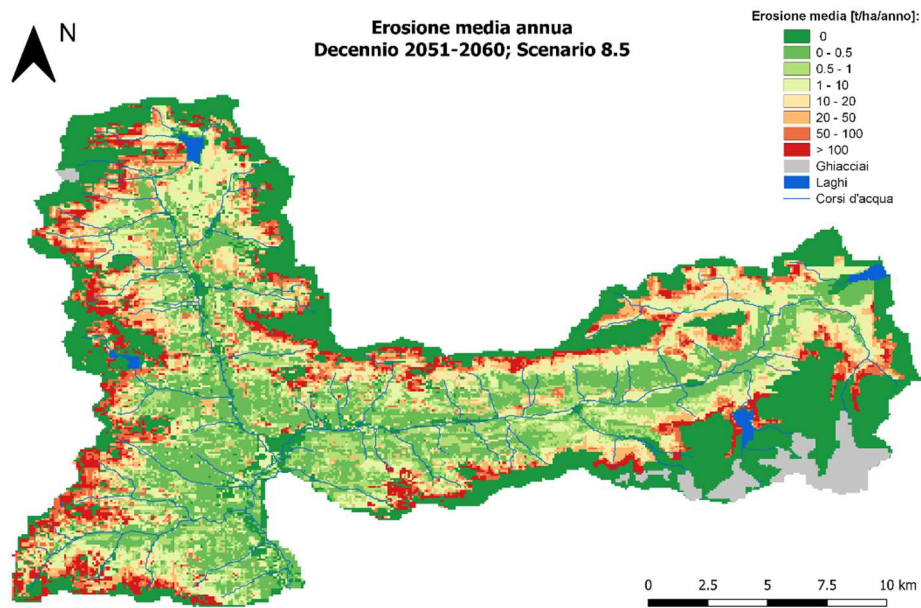 N
Erosione media annua
Decennio 2051-2060; Scenario 8.5
Erosione media [t/ha/anno]:
0
0 - 0.5
0.5 - 1
1 - 10
10 - 20
20 - 50
50 - 100
> 100
Ghiacciai
Laghi
Corsi d'acqua
0 2.5 5 7.5 10 km